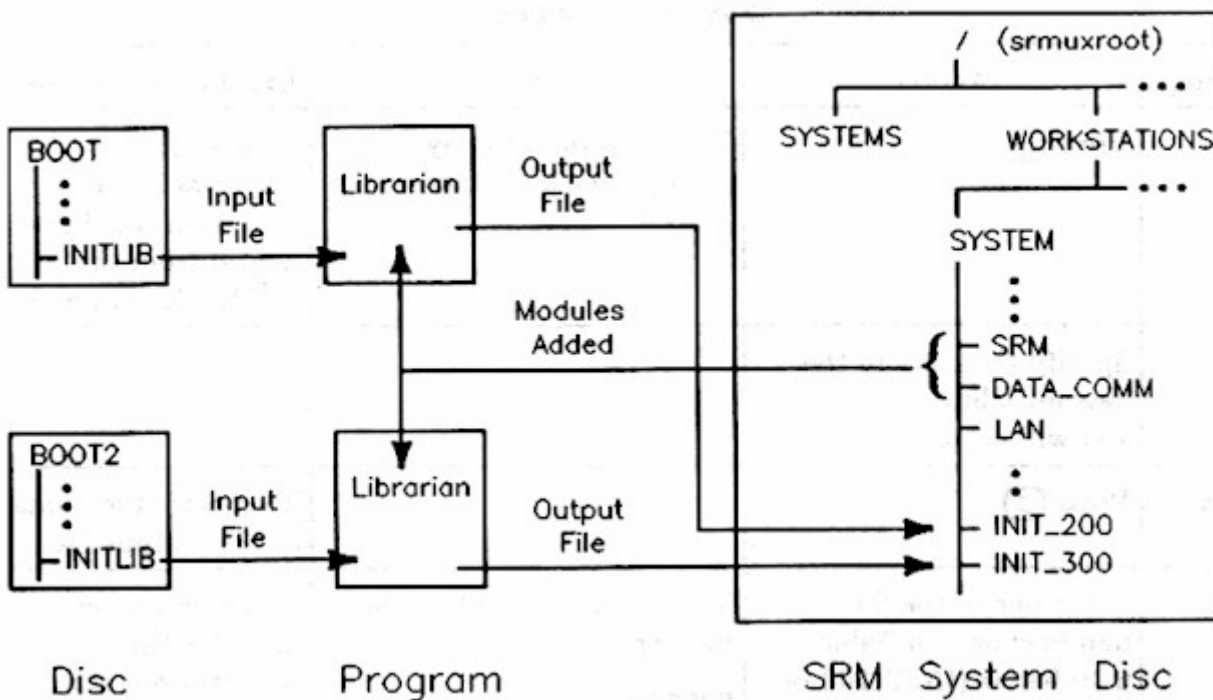 / (srmuxroot)
SYSTEMS
WORKSTATIONS
BOOT
INITLIB
Input
File
Librarian
Output
File
SYSTEM
Modules
Added
SRM
DATA_COMM
LAN
BOOT2
INITLIB
Input
File
Librarian
Output
File
INIT_200
INIT_300
Disc
Program
SRM System Disc